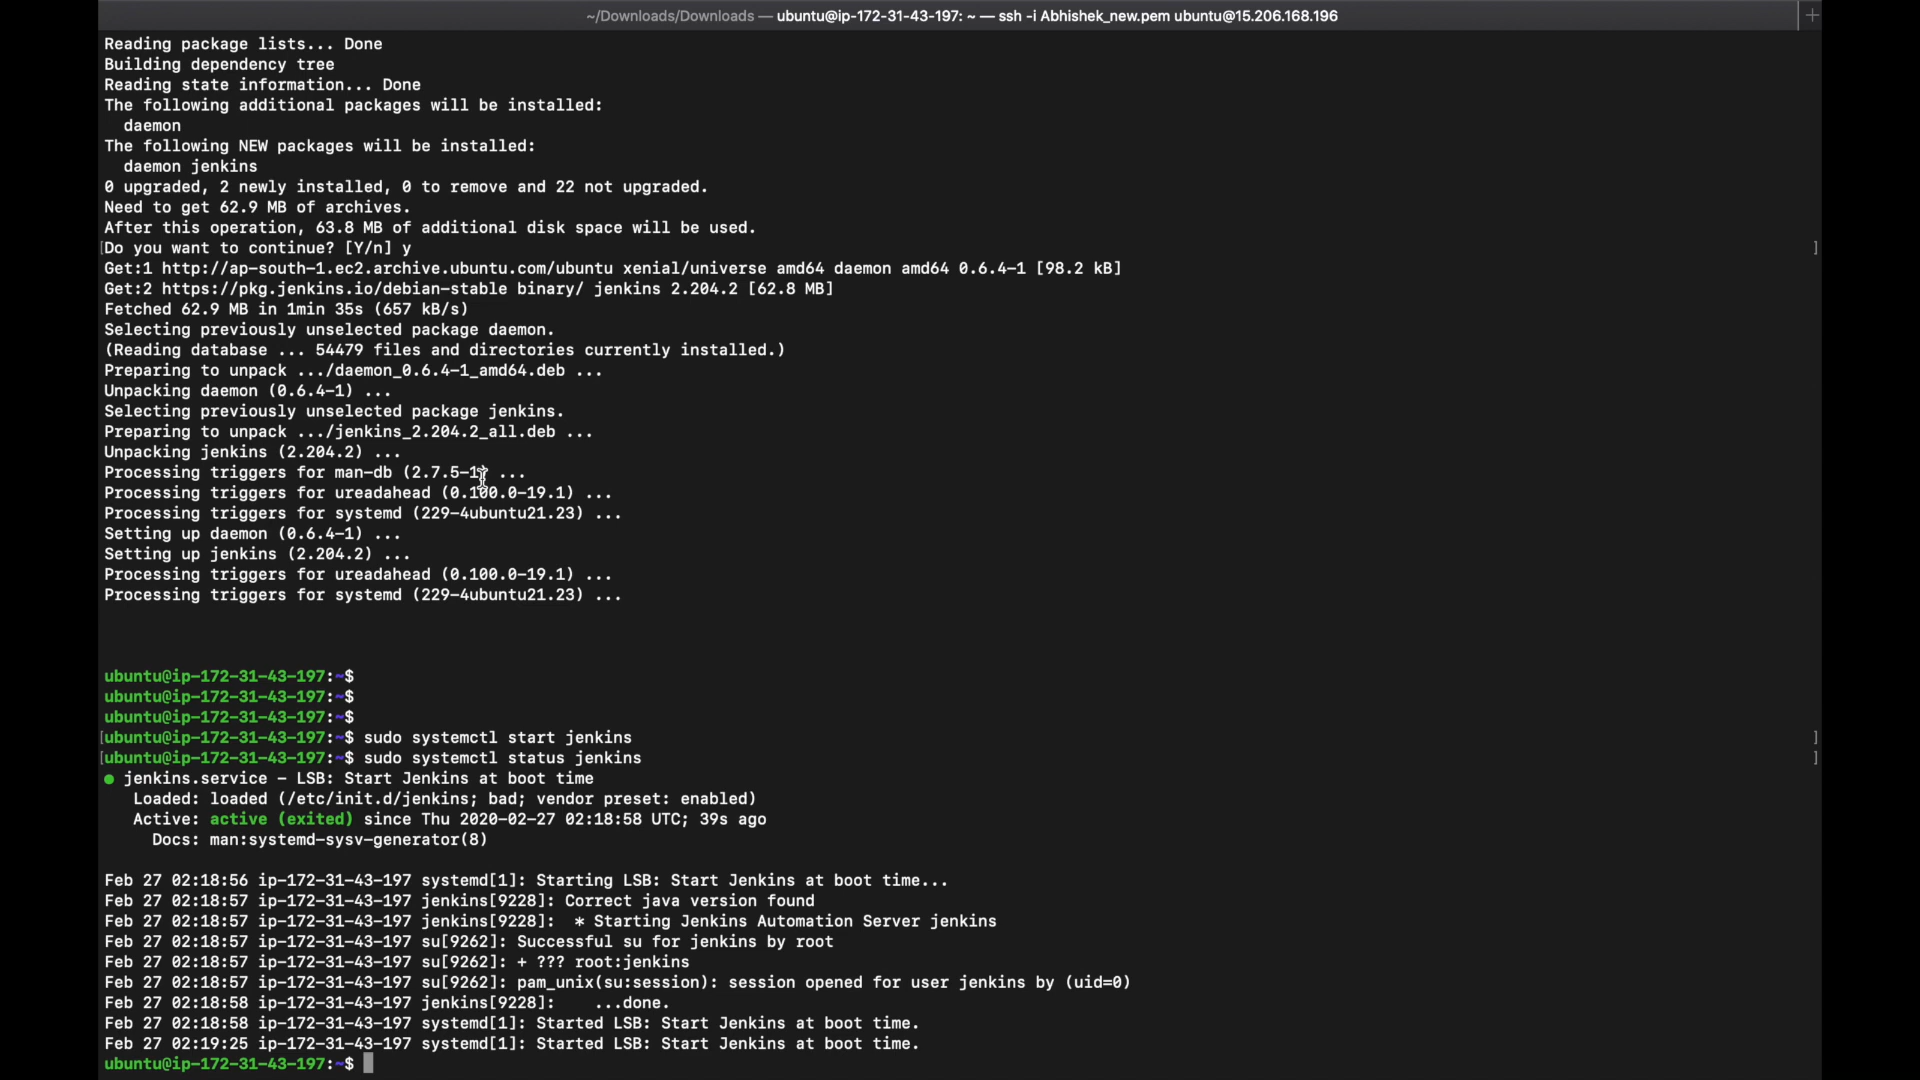 ~/Downloads/Downloads — ubuntu@ip-172-31-43-197: ~ — ssh -i Abhishek_new.pem ubuntu@15.206.168.196
Reading package lists... Done
Building dependency tree
Reading state information... Done
The following additional packages will be installed:
  daemon
The following NEW packages will be installed:
  daemon jenkins
0 upgraded, 2 newly installed, 0 to remove and 22 not upgraded.
Need to get 62.9 MB of archives.
After this operation, 63.8 MB of additional disk space will be used.
[Do you want to continue? [Y/n] y ]
Get:1 http://ap-south-1.ec2.archive.ubuntu.com/ubuntu xenial/universe amd64 daemon amd64 0.6.4-1 [98.2 kB]
Get:2 https://pkg.jenkins.io/debian-stable binary/ jenkins 2.204.2 [62.8 MB]
Fetched 62.9 MB in 1min 35s (657 kB/s)
Selecting previously unselected package daemon.
(Reading database ... 54479 files and directories currently installed.)
Preparing to unpack .../daemon_0.6.4-1_amd64.deb ...
Unpacking daemon (0.6.4-1) ...
Selecting previously unselected package jenkins.
Preparing to unpack .../jenkins_2.204.2_all.deb ...
Unpacking jenkins (2.204.2) ...
Processing triggers for man-db (2.7.5-1) ...
Processing triggers for ureadahead (0.100.0-19.1) ...
Processing triggers for systemd (229-4ubuntu21.23) ...
Setting up daemon (0.6.4-1) ...
Setting up jenkins (2.204.2) ...
Processing triggers for ureadahead (0.100.0-19.1) ...
Processing triggers for systemd (229-4ubuntu21.23) ...
ubuntu@ip-172-31-43-197:~$
ubuntu@ip-172-31-43-197:~$
ubuntu@ip-172-31-43-197:~$
[ubuntu@ip-172-31-43-197:~$ sudo systemctl start jenkins ]
[ubuntu@ip-172-31-43-197:~$ sudo systemctl status jenkins ]
● jenkins.service - LSB: Start Jenkins at boot time
   Loaded: loaded (/etc/init.d/jenkins; bad; vendor preset: enabled)
   Active: active (exited) since Thu 2020-02-27 02:18:58 UTC; 39s ago
     Docs: man:systemd-sysv-generator(8)
Feb 27 02:18:56 ip-172-31-43-197 systemd[1]: Starting LSB: Start Jenkins at boot time...
Feb 27 02:18:57 ip-172-31-43-197 jenkins[9228]: Correct java version found
Feb 27 02:18:57 ip-172-31-43-197 jenkins[9228]:  * Starting Jenkins Automation Server jenkins
Feb 27 02:18:57 ip-172-31-43-197 su[9262]: Successful su for jenkins by root
Feb 27 02:18:57 ip-172-31-43-197 su[9262]: + ??? root:jenkins
Feb 27 02:18:57 ip-172-31-43-197 su[9262]: pam_unix(su:session): session opened for user jenkins by (uid=0)
Feb 27 02:18:58 ip-172-31-43-197 jenkins[9228]:    ...done.
Feb 27 02:18:58 ip-172-31-43-197 systemd[1]: Started LSB: Start Jenkins at boot time.
Feb 27 02:19:25 ip-172-31-43-197 systemd[1]: Started LSB: Start Jenkins at boot time.
ubuntu@ip-172-31-43-197:~$